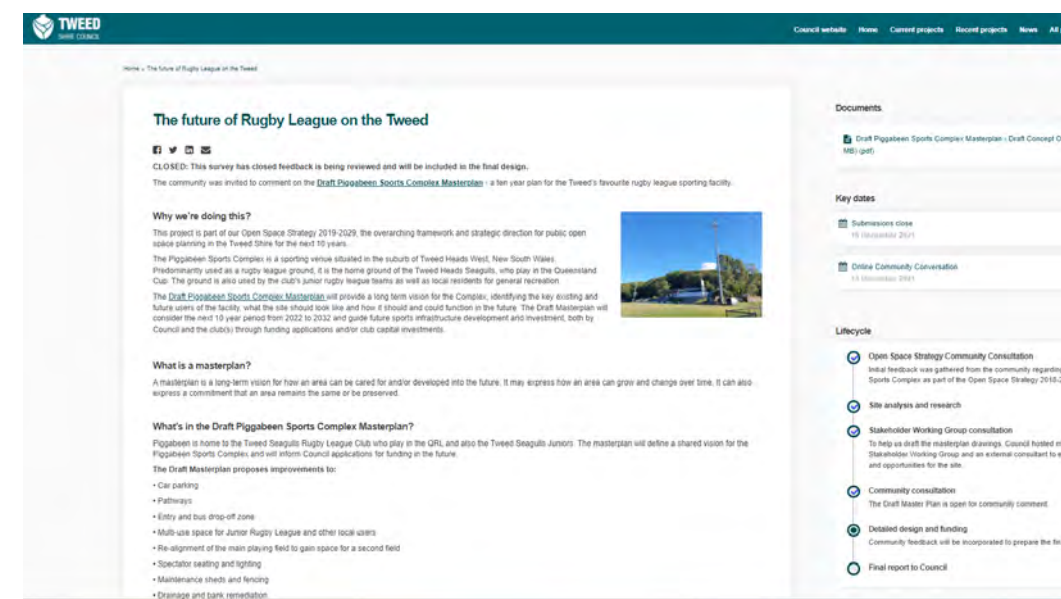 TWEED
SHIRE COUNCIL
Council website Home Current projects Recent projects News All
Home » The future of Rugby League on the Tweed
The future of Rugby League on the Tweed
CLOSED: This survey has closed feedback is being reviewed and will be included in the final design.
The community was invited to comment on the Draft Piggabeen Sports Complex Masterplan - a ten year plan for the Tweed's favourite rugby league sporting facility.
Why we're doing this?
This project is part of our Open Space Strategy 2019-2029, the overarching framework and strategic direction for public open
space planning in the Tweed Shire for the next 10 years.
The Piggabeen Sports Complex is a sporting venue situated in the suburb of Tweed Heads West, New South Wales.
Predominantly used as a rugby league ground, it is the home ground of the Tweed Heads Seagulls, who play in the Queensland
Cup. The ground is also used by the club's junior rugby league teams as well as local residents for general recreation.
The Draft Piggabeen Sports Complex Masterplan will provide a long term vision for the Complex, identifying the key existing and
future users of the facility, what the site should look like and how it should and could function in the future. The Draft Masterplan will
consider the next 10 year period from 2022 to 2032 and guide future sports infrastructure development and investment, both by
Council and the club(s) through funding applications and/or club capital investments.
What is a masterplan?
A masterplan is a long-term vision for how an area can be cared for and/or developed into the future. It may express how an area can grow and change over time. It can also
express a commitment that an area remains the same or be preserved.
What's in the Draft Piggabeen Sports Complex Masterplan?
Piggabeen is home to the Tweed Seagulls Rugby League Club who play in the QRL and also the Tweed Seagulls Juniors. The masterplan will define a shared vision for the
Piggabeen Sports Complex and will inform Council applications for funding in the future.
The Draft Masterplan proposes improvements to:
• Car parking
• Pathways
• Entry and bus drop-off zone
• Multi-use space for Junior Rugby League and other local users
• Re-alignment of the main playing field to gain space for a second field
• Spectator seating and lighting
• Maintenance sheds and fencing
• Drainage and bank remediation
Documents
Draft Piggabeen Sports Complex Masterplan - Draft Concept O
MB) (pdf)
Key dates
Submissions close
2021
Online Community Conversation
2021
Lifecycle
Open Space Strategy Community Consultation
Initial feedback was gathered from the community regarding
Sports Complex as part of the Open Space Strategy
Site analysis and research
Stakeholder Working Group consultation
To help us draft the masterplan drawings, Council hosted
Stakeholder Working Group and an external consultant to
and opportunities for the site.
Community consultation
The Draft Master Plan is open for community comment.
Detailed design and funding
Community feedback will be incorporated to prepare the
Final report to Council